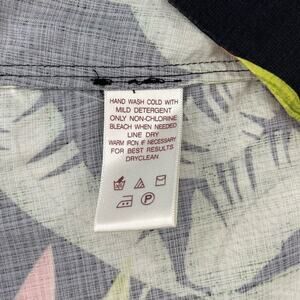 HAND WASH COLD WITH
MILD DETERGENT
ONLY NON-CHLORINE
BLEACH WHEN NEEDED
LINE DRY
WARM IRON IF NECESSARY
FOR BEST RESULTS
DRYCLEAN
P